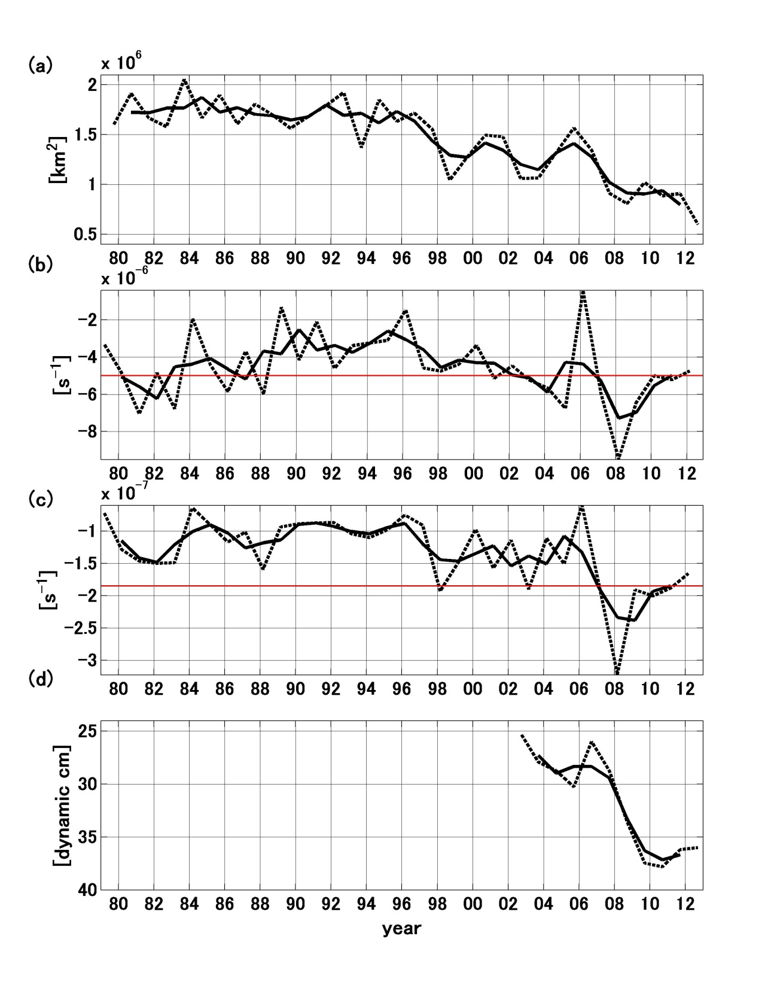 (a)
x 10^6
2
1.5
1
0.5
[km^2]
80 82 84 86 88 90 92 94 96 98 00 02 04 06 08 10 12
(b)
x 10^−6
−2
−4
−6
−8
[s^−1]
80 82 84 86 88 90 92 94 96 98 00 02 04 06 08 10 12
(c)
x 10^−7
−1
−1.5
−2
−2.5
−3
[s^−1]
80 82 84 86 88 90 92 94 96 98 00 02 04 06 08 10 12
(d)
25
30
35
40
[dynamic cm]
80 82 84 86 88 90 92 94 96 98 00 02 04 06 08 10 12
year